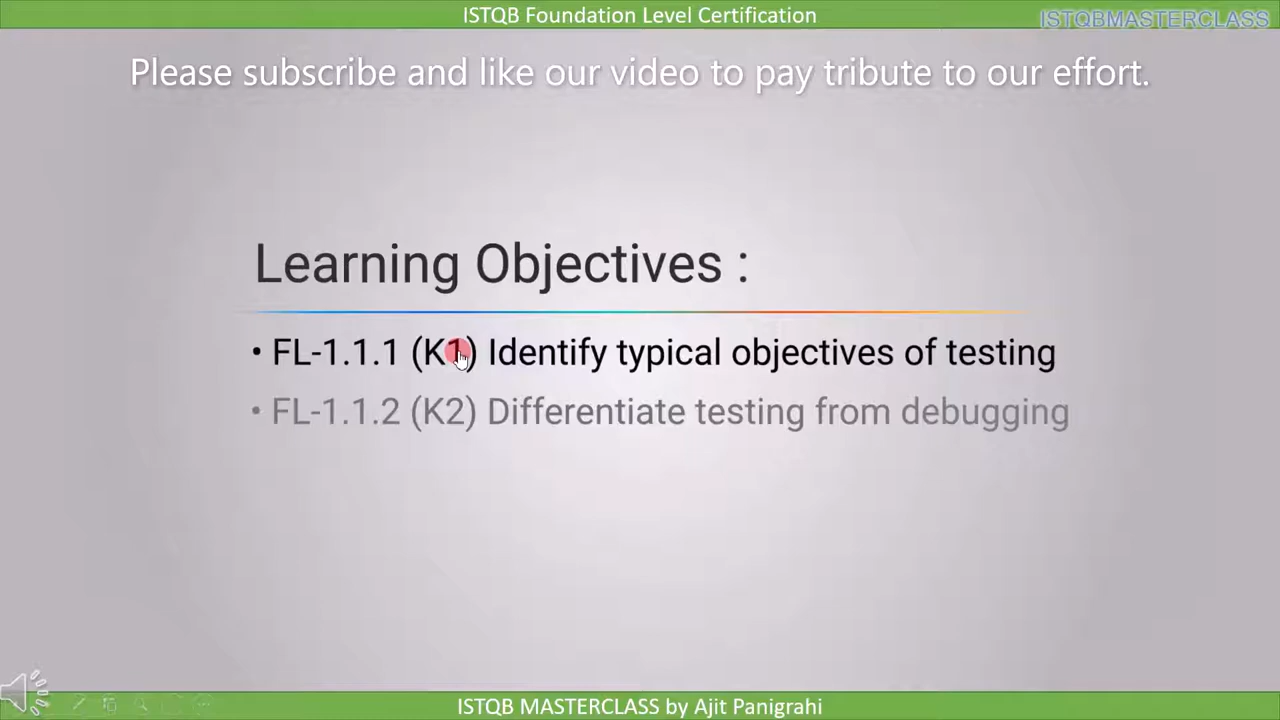 ISTQB Foundation Level Certification
ISTQBMASTERCLASS
Please subscribe and like our video to pay tribute to our effort.
Learning Objectives :
• FL-1.1.1 (K1) Identify typical objectives of testing
• FL-1.1.2 (K2) Differentiate testing from debugging
ISTQB MASTERCLASS by Ajit Panigrahi